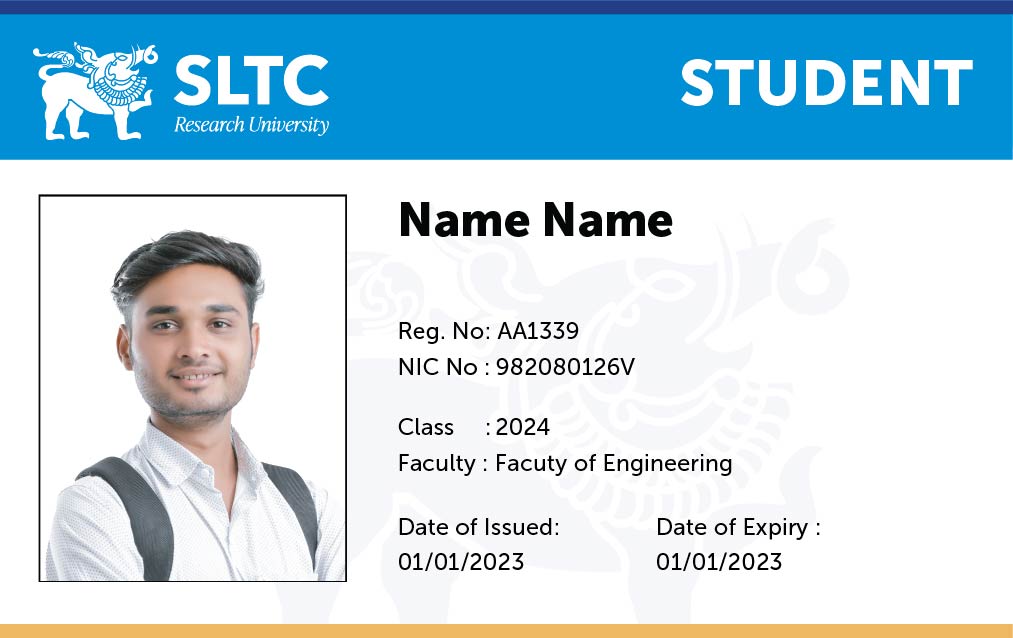 SLTC
Research University
STUDENT
Name Name
Reg. No: AA1339
NIC No : 982080126V
Class : 2024
Faculty : Facuty of Engineering
Date of Issued: Date of Expiry :
01/01/2023 01/01/2023